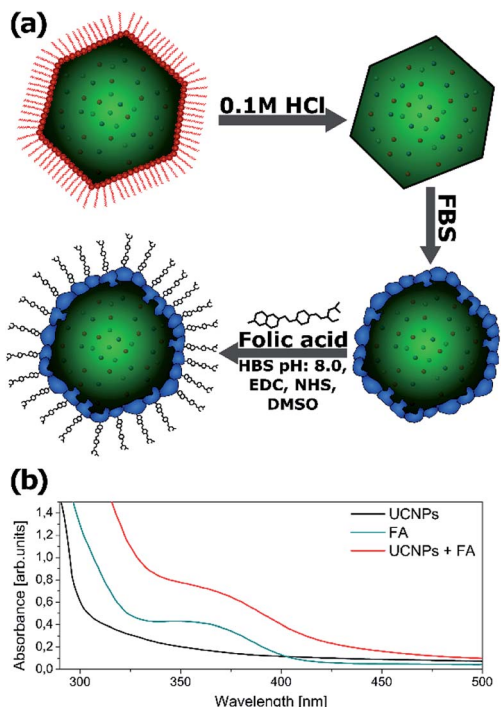 (a)
0.1M HCl
FBS
Folic acid
HBS pH: 8.0,
EDC, NHS,
DMSO
(b)
Absorbance [arb.units]
1,4
1,2
1,0
0,8
0,6
0,4
0,2
0,0
UCNPs
FA
UCNPs + FA
300
350
400
450
500
Wavelength [nm]